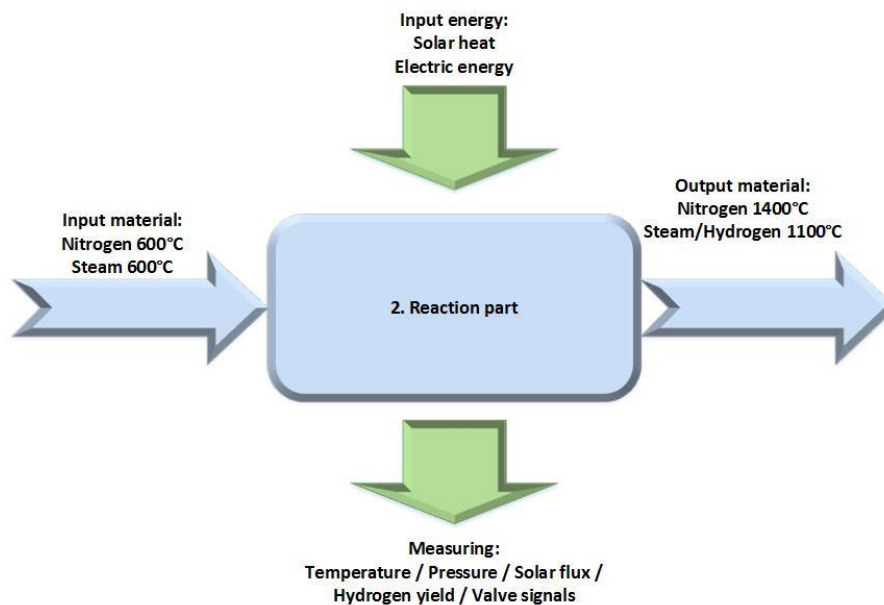 Input energy:
Solar heat
Electric energy
Input material:
Nitrogen 600°C
Steam 600°C
Output material:
Nitrogen 1400°C
Steam/Hydrogen 1100°C
2. Reaction part
Measuring:
Temperature / Pressure / Solar flux /
Hydrogen yield / Valve signals